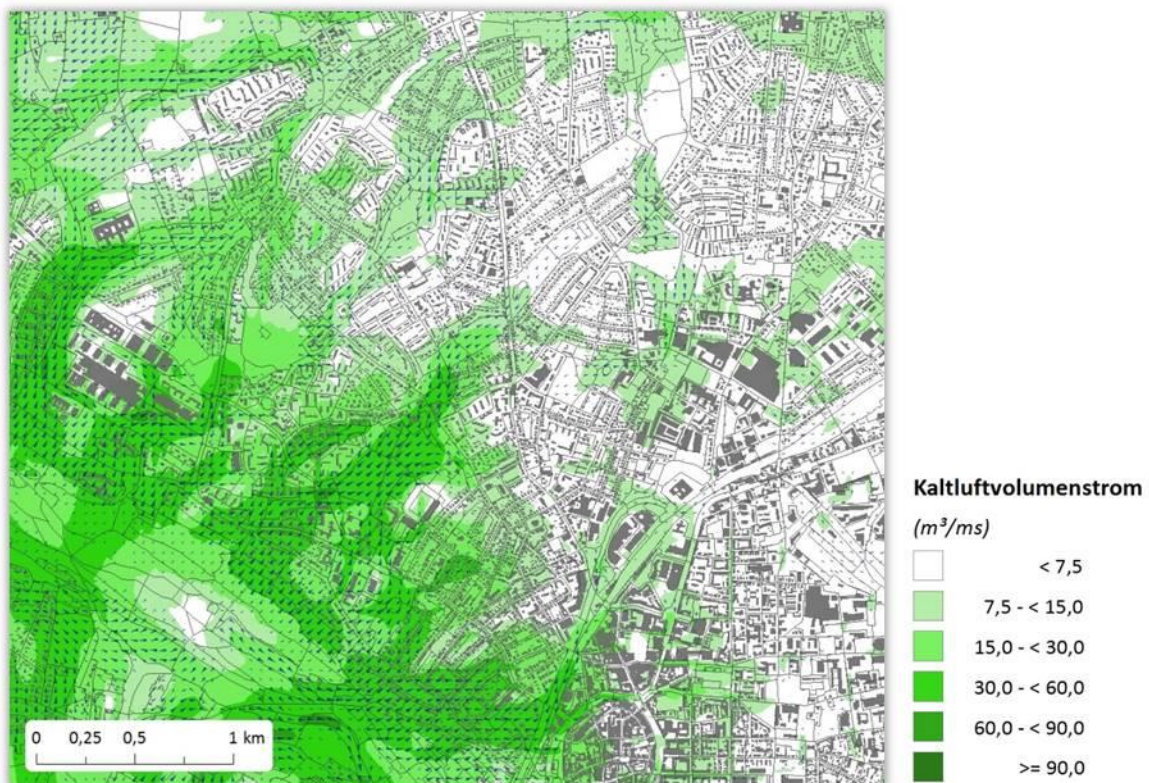 Kaltluftvolumenstrom
(m³/ms)
< 7,5
7,5 - < 15,0
15,0 - < 30,0
30,0 - < 60,0
60,0 - < 90,0
>= 90,0
0 0,25 0,5 1 km